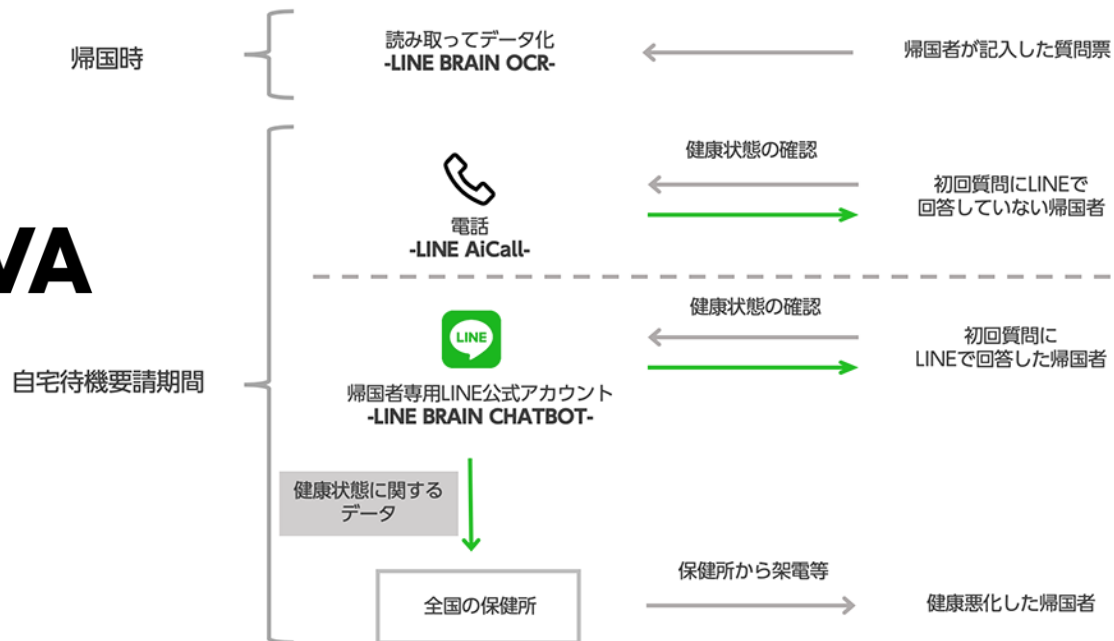 帰国時
読み取ってデータ化
-LINE BRAIN OCR-
帰国者が記入した質問票
健康状態の確認
電話
-LINE AiCall-
初回質問にLINEで
回答していない帰国者
VA
自宅待機要請期間
健康状態の確認
LINE
帰国者専用LINE公式アカウント
-LINE BRAIN CHATBOT-
初回質問に
LINEで回答した帰国者
健康状態に関する
データ
全国の保健所
保健所から架電等
健康悪化した帰国者